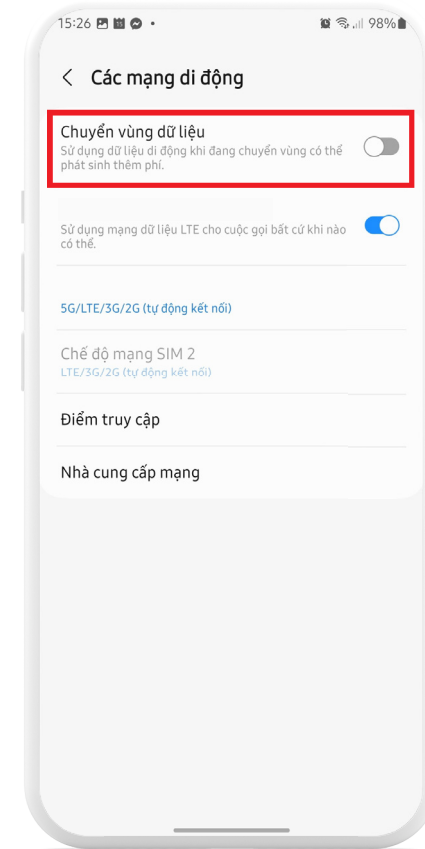 15:26
98%
Các mạng di động
Chuyển vùng dữ liệu
Sử dụng dữ liệu di động khi đang chuyển vùng có thể
phát sinh thêm phí.
Sử dụng mạng dữ liệu LTE cho cuộc gọi bất cứ khi nào
có thể.
5G/LTE/3G/2G (tự động kết nối)
Chế độ mạng SIM 2
LTE/3G/2G (tự động kết nối)
Điểm truy cập
Nhà cung cấp mạng